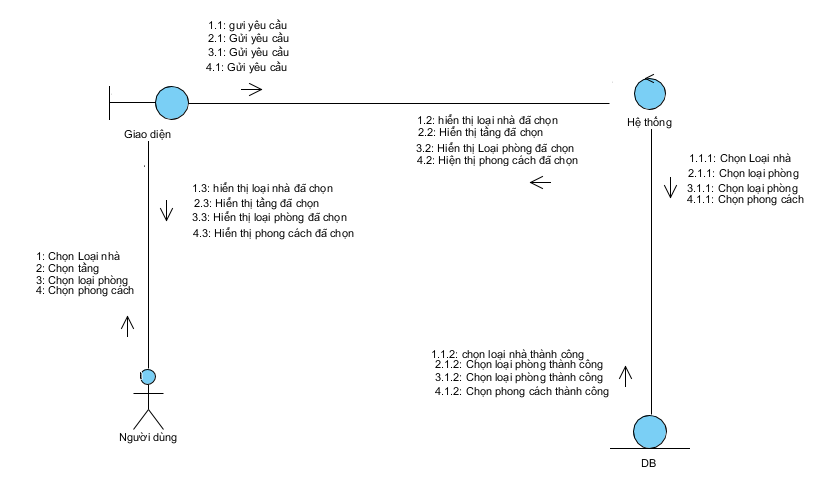 1.1: gưi yêu cầu
2.1: Gửi yêu cầu
3.1: Gửi yêu cầu
4.1: Gửi yêu cầu
Giao diện
Hệ thống
1.2: hiển thị loại nhà đã chọn
2.2: Hiển thị tầng đã chọn
3.2: Hiển thị Loại phòng đã chọn
4.2: Hiện thị phong cách đã chọn
1.1.1: Chọn Loại nhà
2.1.1: Chọn loại phòng
3.1.1: Chọn loại phòng
4.1.1: Chọn phong cách
1.3: hiển thị loại nhà đã chọn
2.3: Hiển thị tầng đã chọn
3.3: Hiển thị loại phòng đã chọn
4.3: Hiển thị phong cách đã chọn
1: Chọn Loại nhà
2: Chọn tầng
3: Chọn loại phòng
4: Chọn phong cách
1.1.2: chọn loại nhà thành công
2.1.2: Chọn loại phòng thành công
3.1.2: Chọn loại phòng thành công
4.1.2: Chọn phong cách thành công
Người dùng
DB